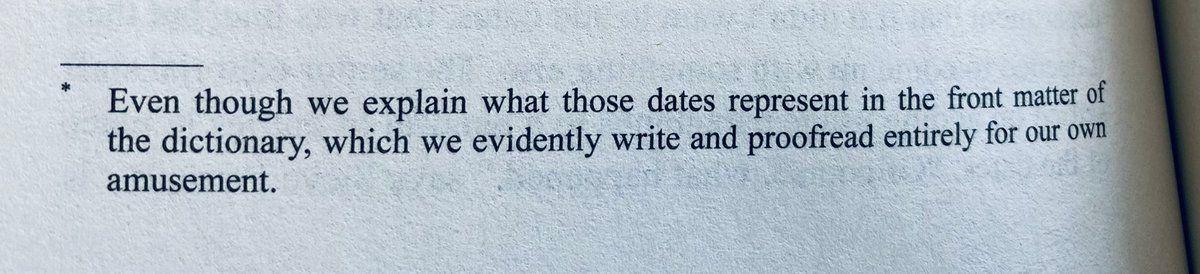 * Even though we explain what those dates represent in the front matter of
the dictionary, which we evidently write and proofread entirely for our own
amusement.